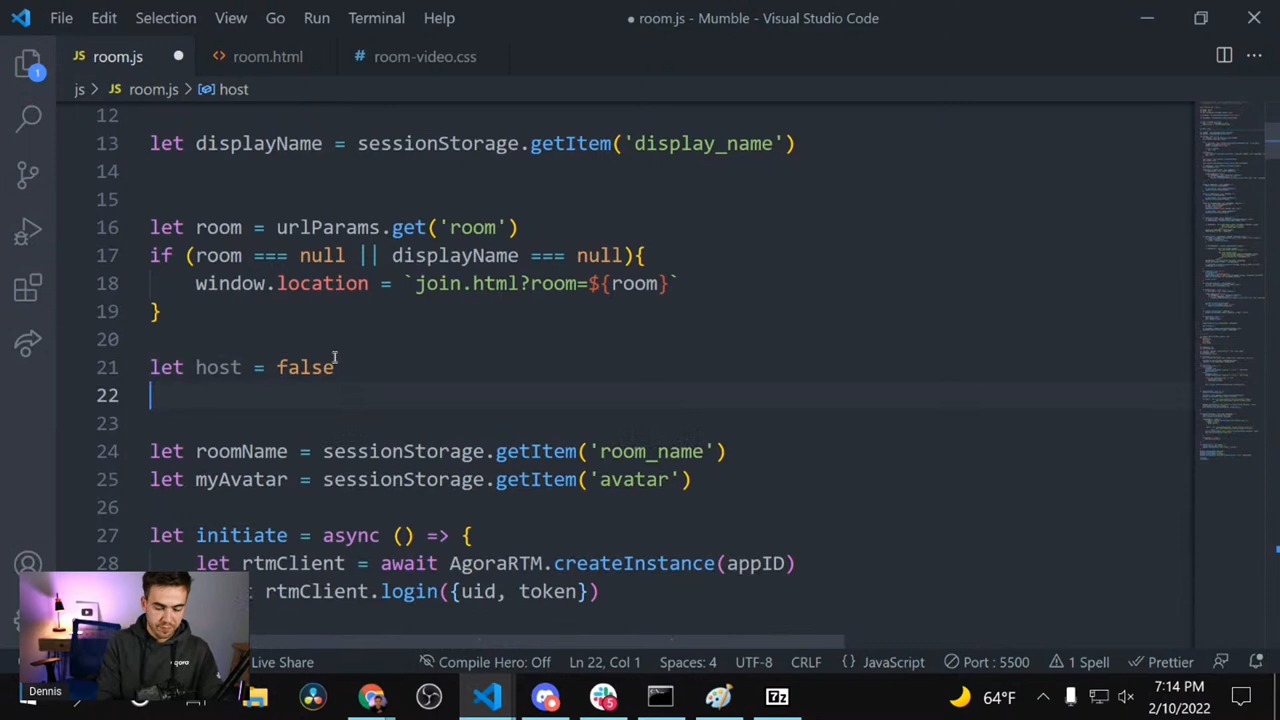 File Edit Selection View Go Run Terminal Help
● room.js - Mumble - Visual Studio Code
JS room.js ● <> room.html # room-video.css
js > JS room.js > host
1
12
13 let displayName = sessionStorage.getItem('display_name')
14
15
16 let room = urlParams.get('room')
17 if (room === null || displayName === null){
18 window.location = `join.html?room=${room}`
19 }
20
21 let host = false
22
23
24 let roomName = sessionStorage.getItem('room_name')
25 let myAvatar = sessionStorage.getItem('avatar')
26
27 let initiate = async () => {
28 let rtmClient = await AgoraRTM.createInstance(appID)
rtmClient.login({uid, token})
agora
Dennis
Live Share Compile Hero: Off Ln 22, Col 1 Spaces: 4 UTF-8 CRLF {} JavaScript Port : 5500 1 Spell Prettier
5 7z 64°F 7:14 PM
2/10/2022